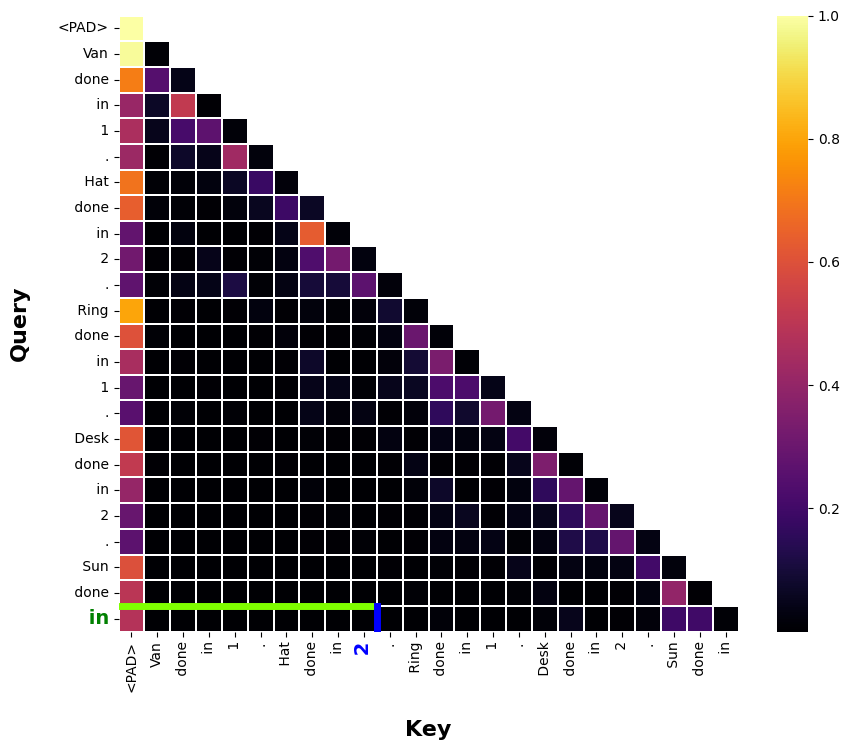 <PAD>
Van
done
in
1
.
Hat
done
in
2
.
Ring
done
in
1
.
Desk
done
in
2
.
Sun
done
in
Query
1.0
0.8
0.6
0.4
0.2
<PAD> Van done in 1 . Hat done in 2 . Ring done in 1 . Desk done in 2 . Sun done in
Key